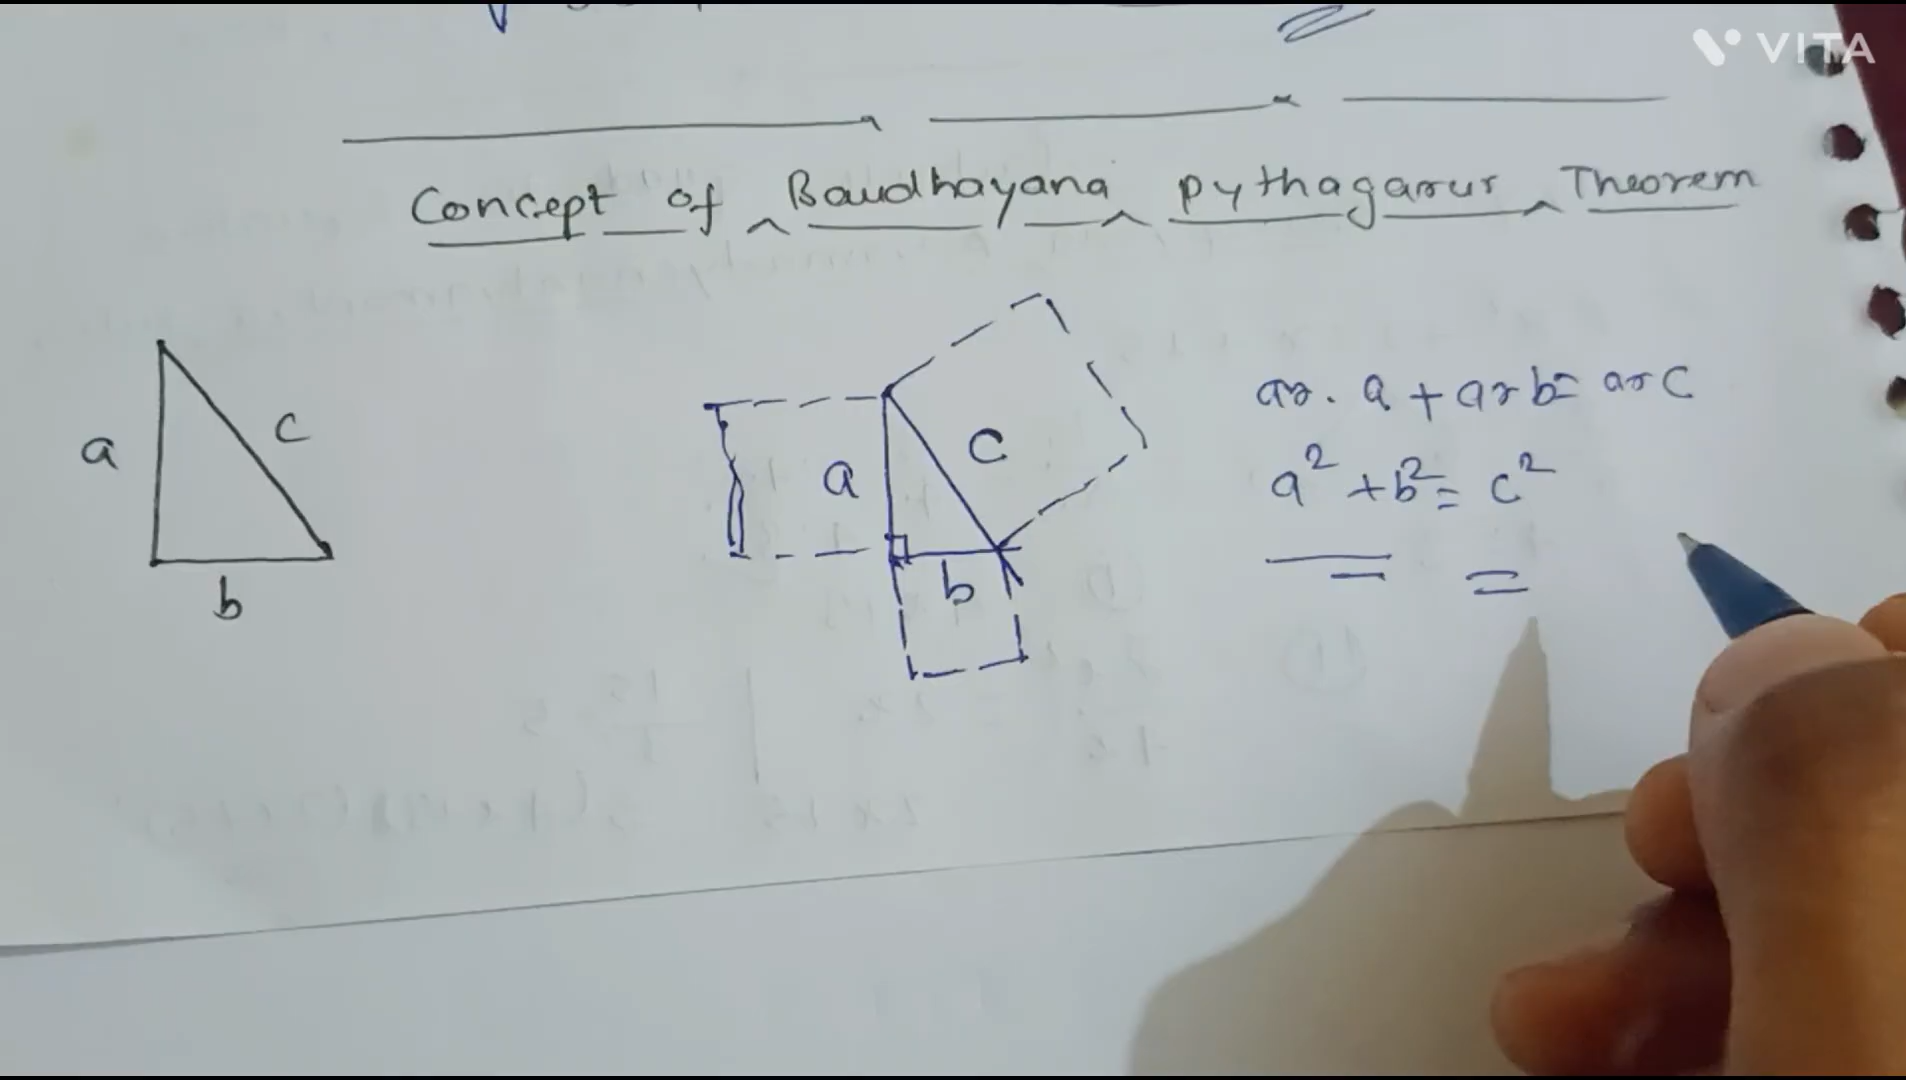 VITA
Concept of Baudhayana pythagarus Theorem
a
c
b
a
c
b
ar. a + ar b = ar c
a² + b² = c²